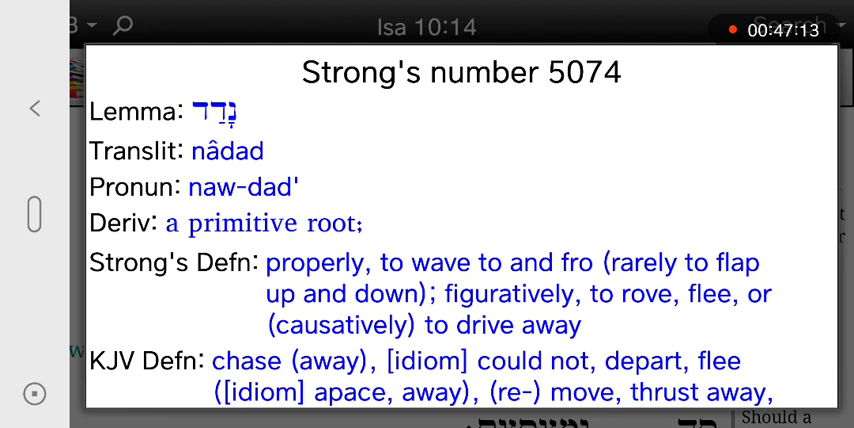 B Isa 10:14 Search
00:47:13
Strong's number 5074
Lemma: נָדַד
Translit: nâdad
Pronun: naw-dad'
Deriv: a primitive root;
Strong's Defn: properly, to wave to and fro (rarely to flap
up and down); figuratively, to rove, flee, or
(causatively) to drive away
KJV Defn: chase (away), [idiom] could not, depart, flee
([idiom] apace, away), (re-) move, thrust away,
Should a